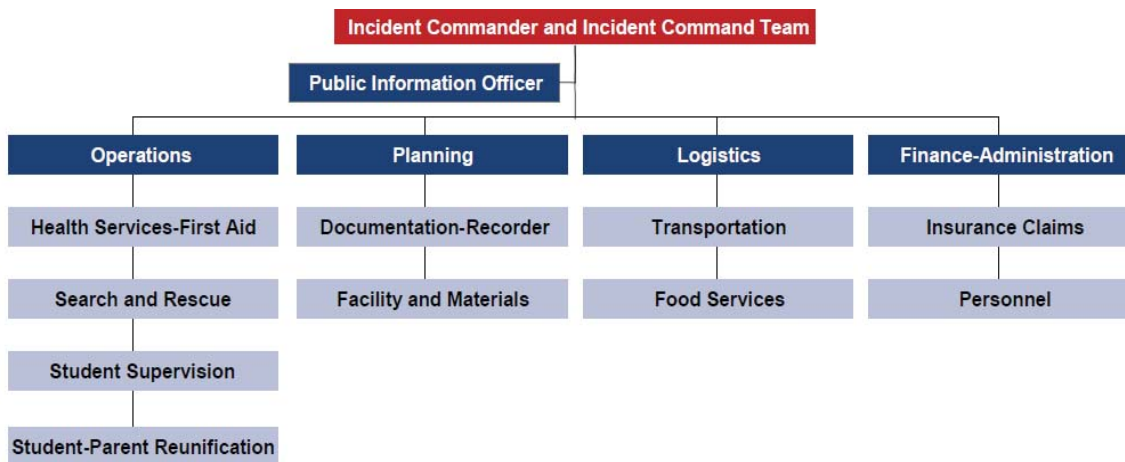 Incident Commander and Incident Command Team
Public Information Officer
Operations
Planning
Logistics
Finance-Administration
Health Services-First Aid
Documentation-Recorder
Transportation
Insurance Claims
Search and Rescue
Facility and Materials
Food Services
Personnel
Student Supervision
Student-Parent Reunification